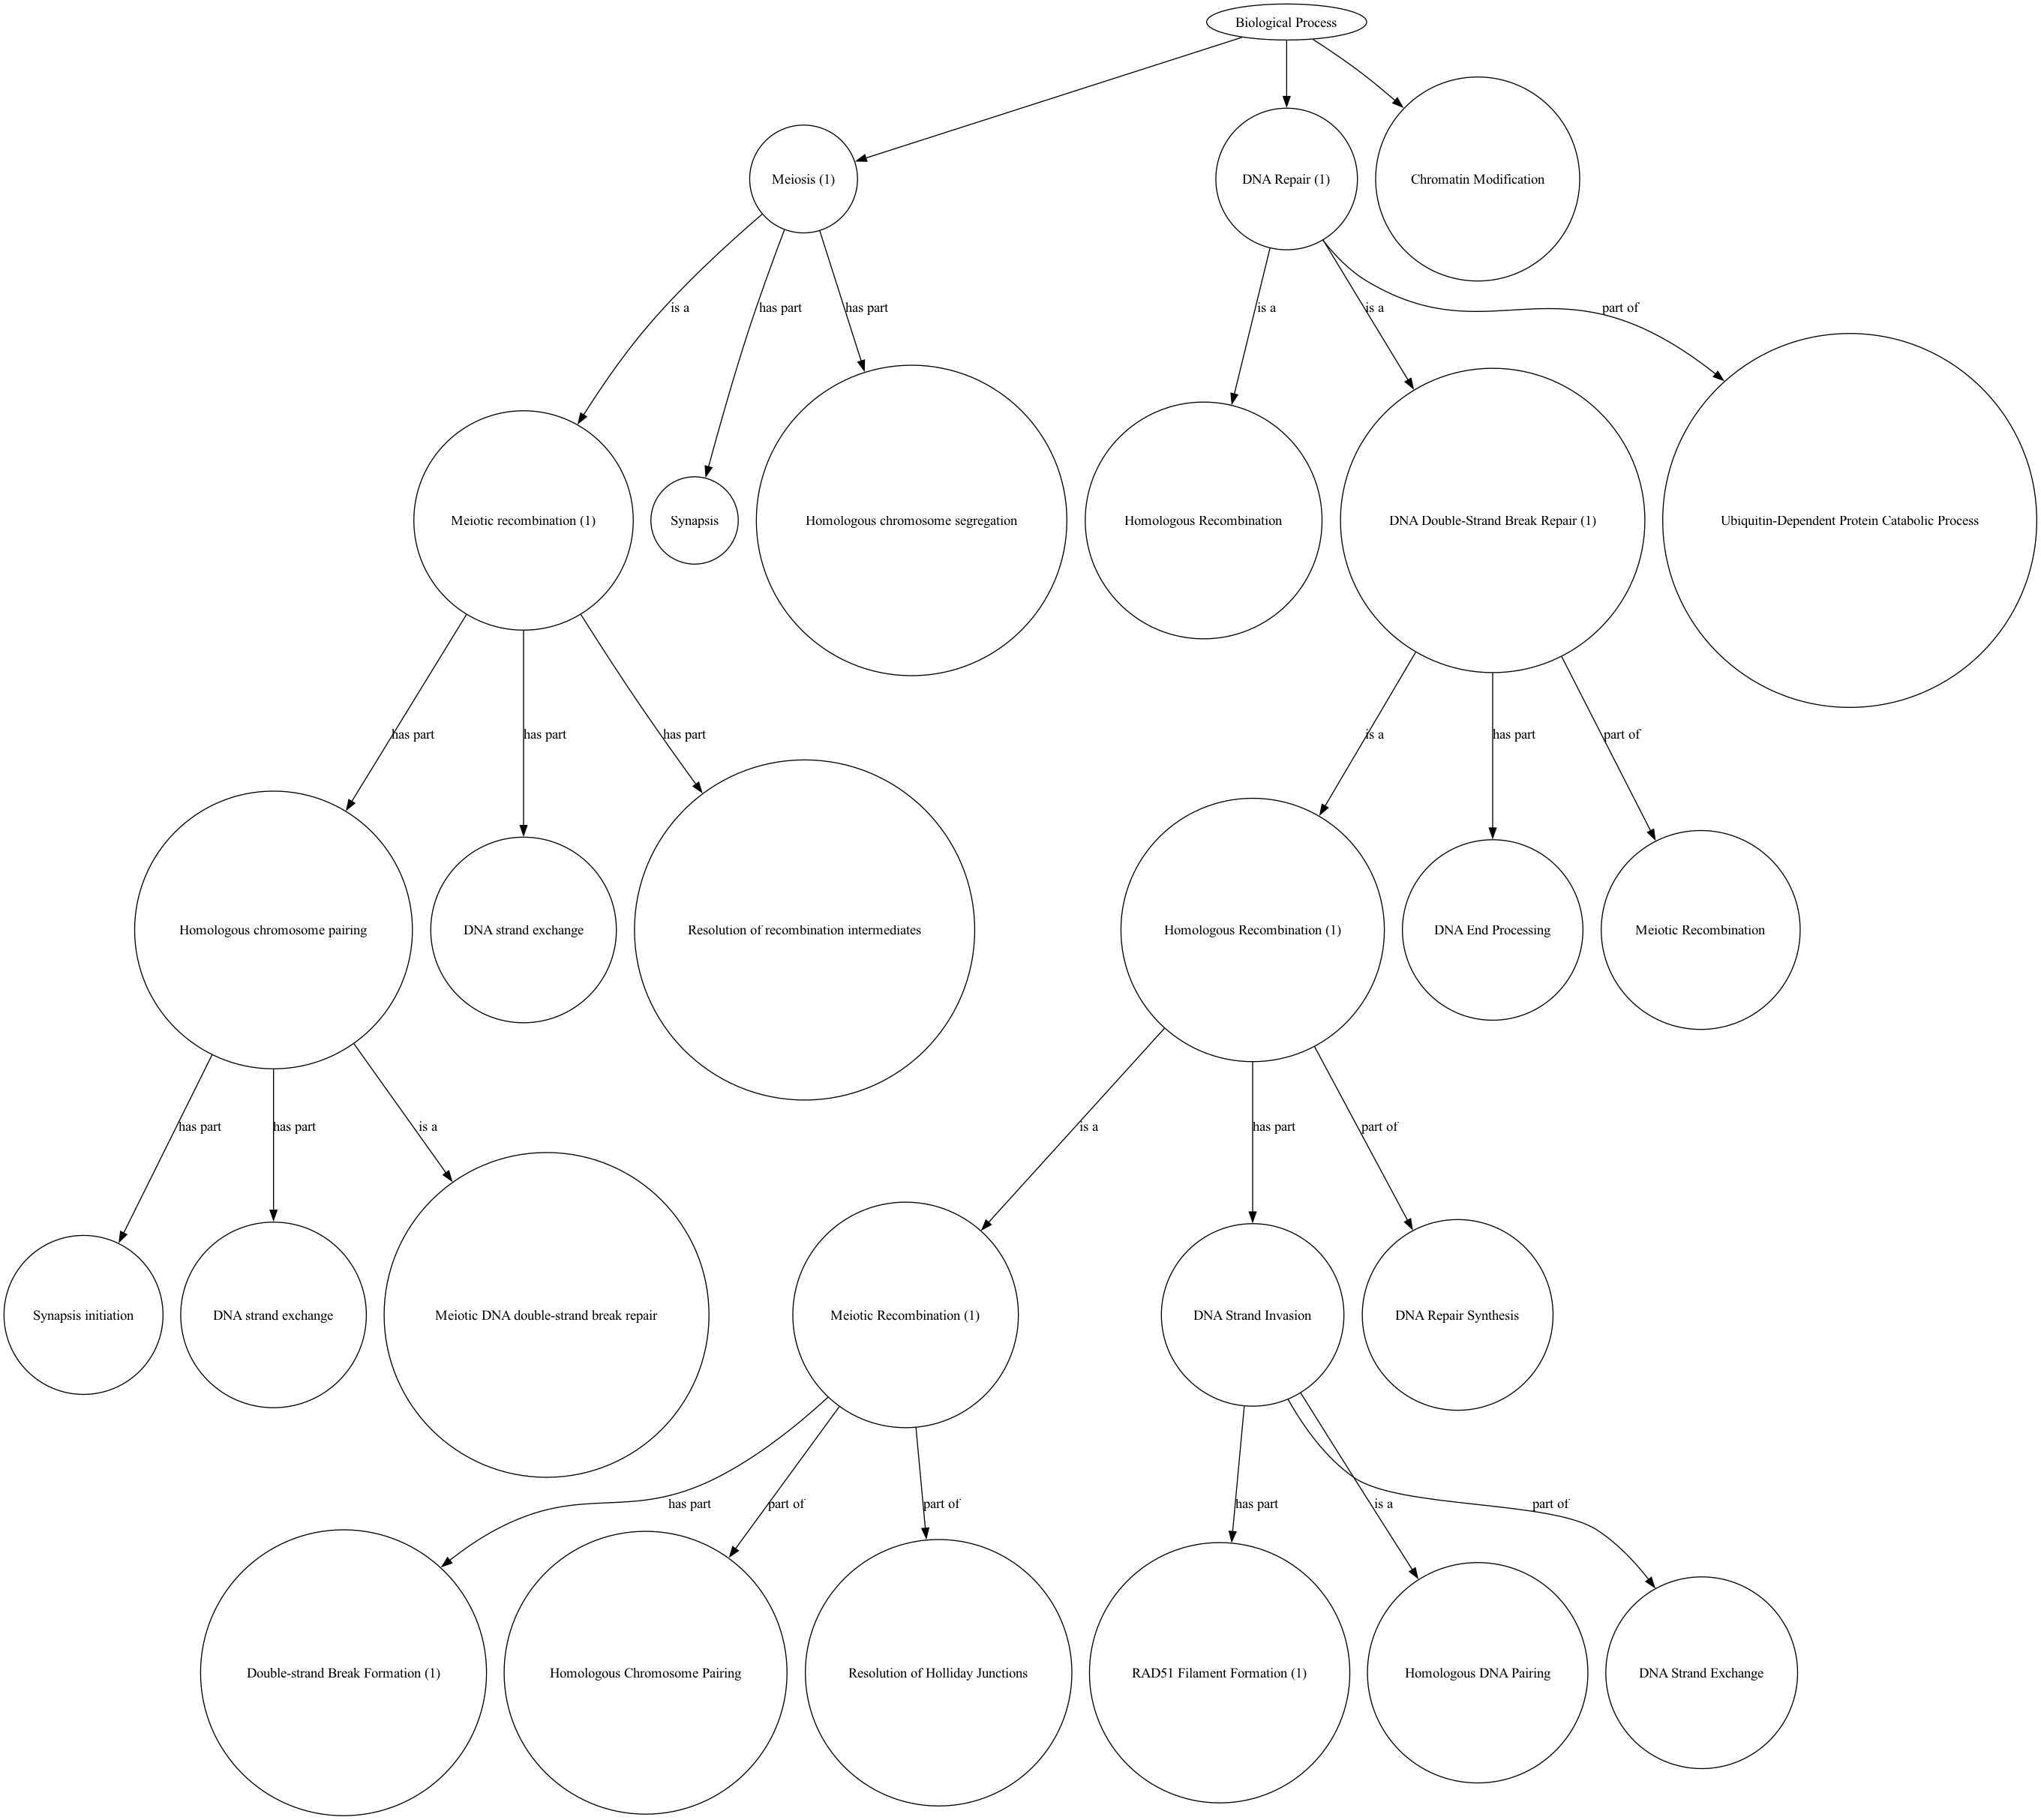 Biological Process
Meiosis (1)
DNA Repair (1)
Chromatin Modification
is a
has part
has part
is a
is a
part of
Meiotic recombination (1)
Synapsis
Homologous chromosome segregation
Homologous Recombination
DNA Double-Strand Break Repair (1)
Ubiquitin-Dependent Protein Catabolic Process
has part
has part
has part
is a
has part
part of
Homologous chromosome pairing
DNA strand exchange
Resolution of recombination intermediates
Homologous Recombination (1)
DNA End Processing
Meiotic Recombination
has part
has part
is a
is a
has part
part of
Synapsis initiation
DNA strand exchange
Meiotic DNA double-strand break repair
Meiotic Recombination (1)
DNA Strand Invasion
DNA Repair Synthesis
has part
part of
part of
has part
is a
part of
Double-strand Break Formation (1)
Homologous Chromosome Pairing
Resolution of Holliday Junctions
RAD51 Filament Formation (1)
Homologous DNA Pairing
DNA Strand Exchange